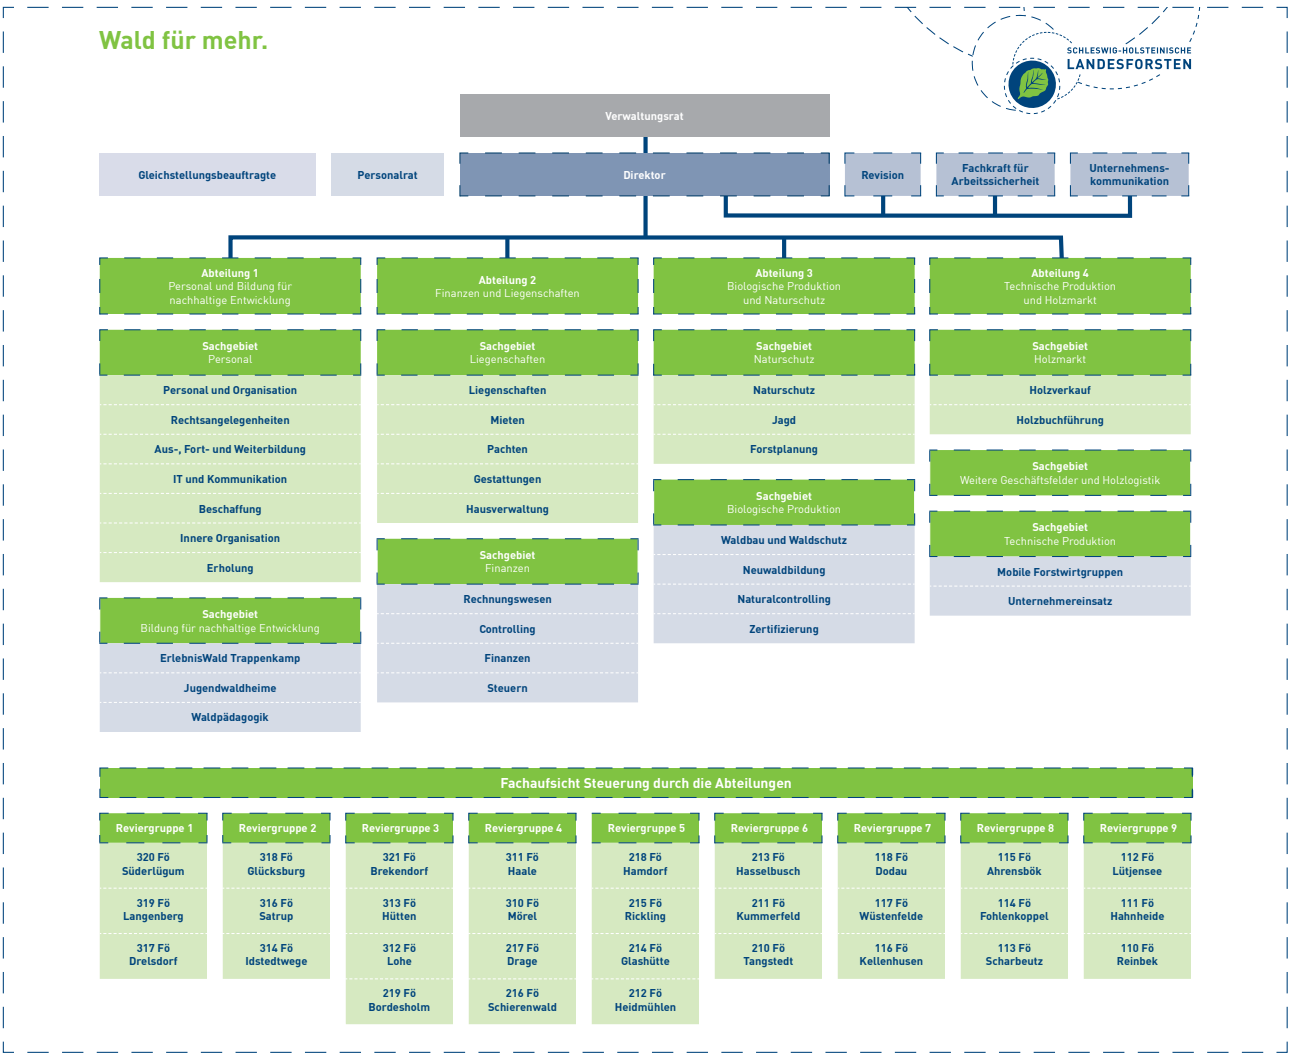 Wald für mehr.
SCHLESWIG-HOLSTEINISCHE
LANDESFORSTEN
Verwaltungsrat
Gleichstellungsbeauftragte
Personalrat
Direktor
Revision
Fachkraft für
Arbeitssicherheit
Unternehmens-
kommunikation
Abteilung 1
Personal und Bildung für
nachhaltige Entwicklung
Sachgebiet
Personal
Personal und Organisation
Rechtsangelegenheiten
Aus-, Fort- und Weiterbildung
IT und Kommunikation
Beschaffung
Innere Organisation
Erholung
Sachgebiet
Bildung für nachhaltige Entwicklung
ErlebnisWald Trappenkamp
Jugendwaldheime
Waldpädagogik
Abteilung 2
Finanzen und Liegenschaften
Sachgebiet
Liegenschaften
Liegenschaften
Mieten
Pachten
Gestattungen
Hausverwaltung
Sachgebiet
Finanzen
Rechnungswesen
Controlling
Finanzen
Steuern
Abteilung 3
Biologische Produktion
und Naturschutz
Sachgebiet
Naturschutz
Naturschutz
Jagd
Forstplanung
Sachgebiet
Biologische Produktion
Waldbau und Waldschutz
Neuwaldbildung
Naturalcontrolling
Zertifizierung
Abteilung 4
Technische Produktion
und Holzmarkt
Sachgebiet
Holzmarkt
Holzverkauf
Holzbuchführung
Sachgebiet
Weitere Geschäftsfelder und Holzlogistik
Sachgebiet
Technische Produktion
Mobile Forstwirtgruppen
Unternehmereinsatz
Fachaufsicht Steuerung durch die Abteilungen
Reviergruppe 1
320 Fö
Süderlügum
319 Fö
Langenberg
317 Fö
Drelsdorf
Reviergruppe 2
318 Fö
Glücksburg
316 Fö
Satrup
314 Fö
Idstedtwege
Reviergruppe 3
321 Fö
Brekendorf
313 Fö
Hütten
312 Fö
Lohe
219 Fö
Bordesholm
Reviergruppe 4
311 Fö
Haale
310 Fö
Mörel
217 Fö
Drage
216 Fö
Schierenwald
Reviergruppe 5
218 Fö
Hamdorf
215 Fö
Rickling
214 Fö
Glashütte
212 Fö
Heidmühlen
Reviergruppe 6
213 Fö
Hasselbusch
211 Fö
Kummerfeld
210 Fö
Tangstedt
Reviergruppe 7
118 Fö
Dodau
117 Fö
Wüstenfelde
116 Fö
Kellenhusen
Reviergruppe 8
115 Fö
Ahrensbök
114 Fö
Fohlenkoppel
113 Fö
Scharbeutz
Reviergruppe 9
112 Fö
Lütjensee
111 Fö
Hahnheide
110 Fö
Reinbek